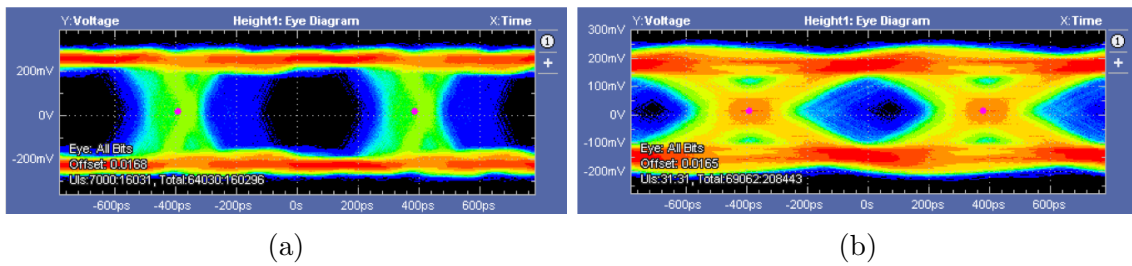 Y:Voltage Height1: Eye Diagram X:Time
1
+
200mV
0V
-200mV
Eye: All Bits
Offset: 0.0168
UIs:7000:16031, Total:64030:160296
-600ps -400ps -200ps 0s 200ps 400ps 600ps
(a)
Y:Voltage Height1: Eye Diagram X:Time
1
+
300mV
200mV
100mV
0V
-100mV
-200mV
Eye: All Bits
Offset: 0.0165
UIs:31:31, Total:69062:208443
-600ps -400ps -200ps 0s 200ps 400ps 600ps
(b)